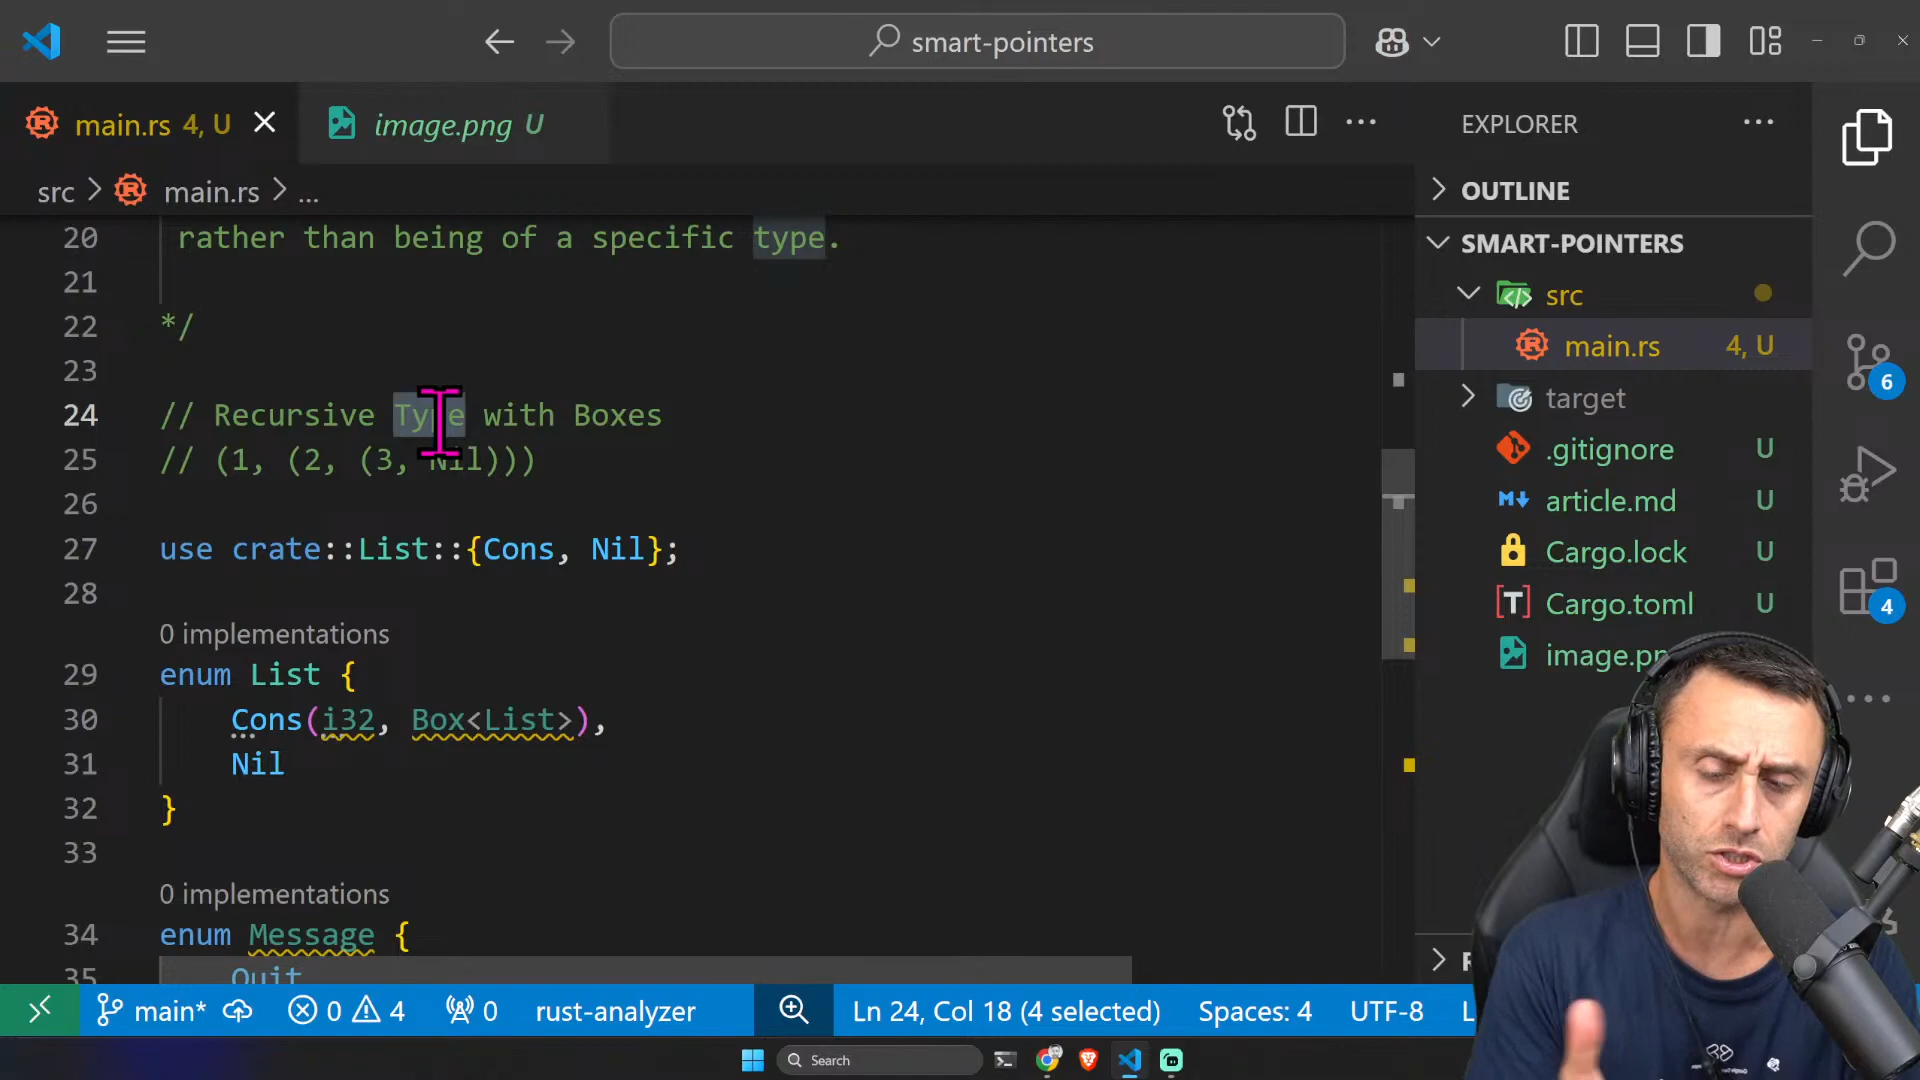 smart-pointers
main.rs 4, U
image.png U
EXPLORER
src > main.rs > ...
OUTLINE
SMART-POINTERS
src
main.rs 4, U
target
.gitignore U
article.md U
Cargo.lock U
Cargo.toml U
6
4
20 rather than being of a specific type.
21
22 */
23
24 // Recursive Type with Boxes
25 // (1, (2, (3, Nil)))
26
27 use crate::List::{Cons, Nil};
28
0 implementations
29 enum List {
30 Cons(i32, Box<List>),
31 Nil
32 }
33
0 implementations
34 enum Message {
35 Quit
main* 0 4 0 rust-analyzer Ln 24, Col 18 (4 selected) Spaces: 4 UTF-8
Search